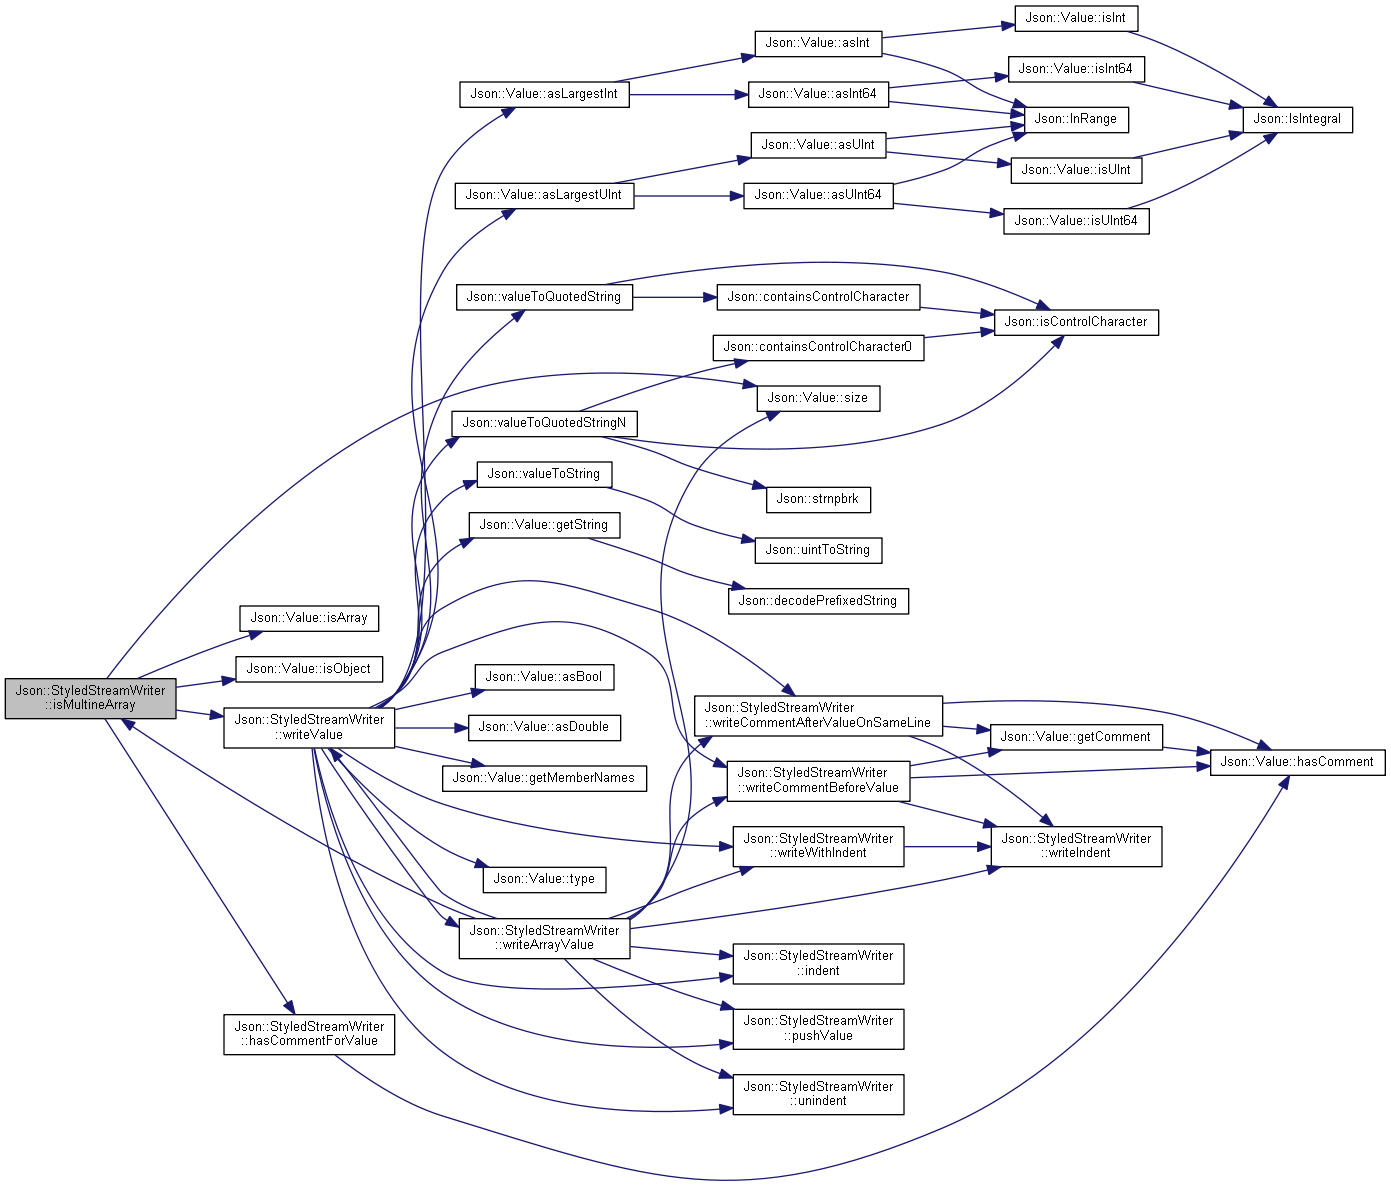 Json::Value::isInt
Json::Value::asInt
Json::Value::isInt64
Json::Value::asLargestInt
Json::Value::asInt64
Json::InRange
Json::IsIntegral
Json::Value::asUInt
Json::Value::isUInt
Json::Value::asLargestUInt
Json::Value::asUInt64
Json::Value::isUInt64
Json::valueToQuotedString
Json::containsControlCharacter
Json::isControlCharacter
Json::containsControlCharacter0
Json::Value::size
Json::valueToQuotedStringN
Json::valueToString
Json::strnpbrk
Json::Value::getString
Json::uintToString
Json::decodePrefixedString
Json::Value::isArray
Json::Value::isObject
Json::StyledStreamWriter
::isMultineArray
Json::Value::asBool
Json::StyledStreamWriter
::writeValue
Json::Value::asDouble
Json::StyledStreamWriter
::writeCommentAfterValueOnSameLine
Json::Value::getComment
Json::Value::hasComment
Json::Value::getMemberNames
Json::StyledStreamWriter
::writeCommentBeforeValue
Json::StyledStreamWriter
::writeWithIndent
Json::StyledStreamWriter
::writeIndent
Json::Value::type
Json::StyledStreamWriter
::writeArrayValue
Json::StyledStreamWriter
::indent
Json::StyledStreamWriter
::hasCommentForValue
Json::StyledStreamWriter
::pushValue
Json::StyledStreamWriter
::unindent